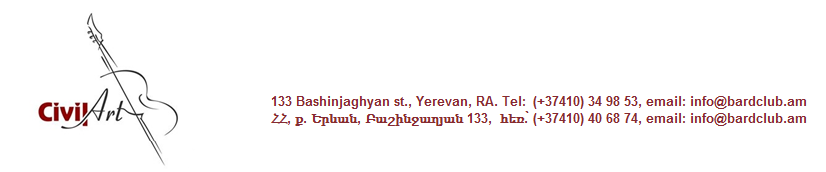 CivilArt
133 Bashinjaghyan st., Yerevan, RA. Tel: (+37410) 34 98 53, email: info@bardclub.am
ՀՀ, ք. Երևան, Բաշինջաղյան 133, հեռ.՝ (+37410) 40 68 74, email: info@bardclub.am